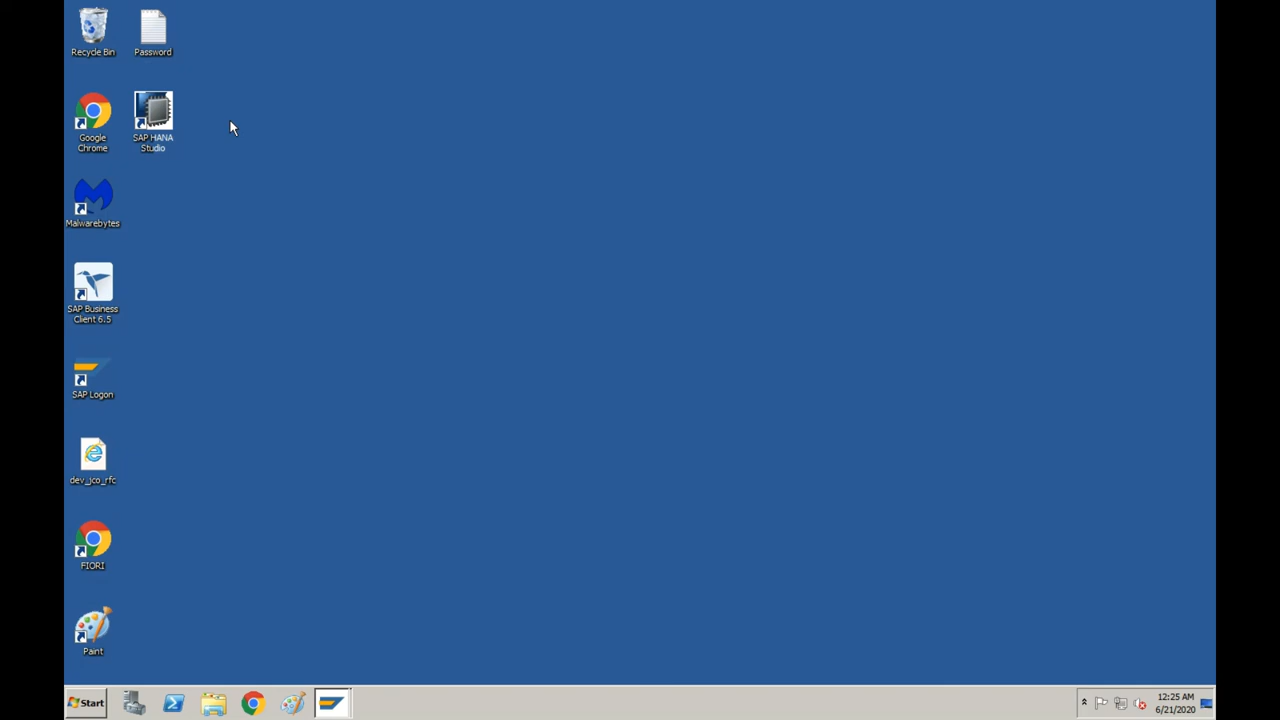 Recycle Bin
Password
Google
Chrome
SAP HANA
Studio
Malwarebytes
SAP Business
Client 6.5
SAP Logon
dev_jco_rfc
FIORI
Paint
Start
12:25 AM
6/21/2020